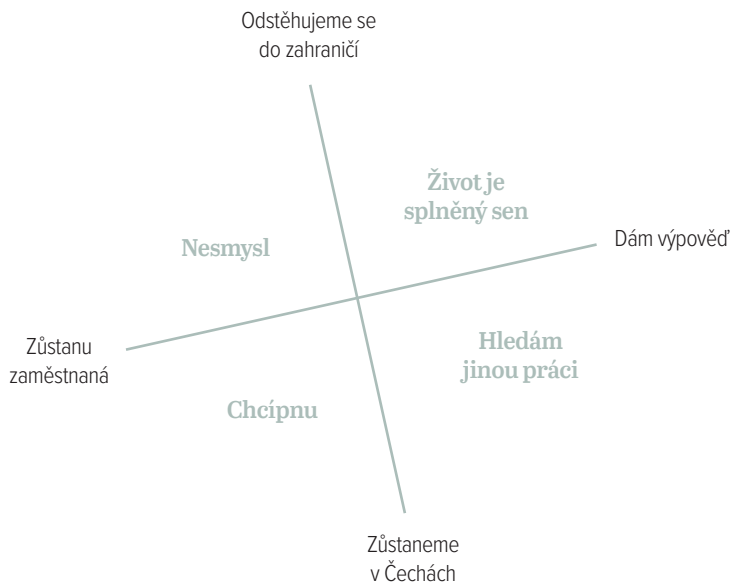 Odstěhujeme se
do zahraničí
Život je
splněný sen
Nesmysl
Dám výpověď
Zůstanu
zaměstnaná
Hledám
jinou práci
Chcípnu
Zůstaneme
v Čechách